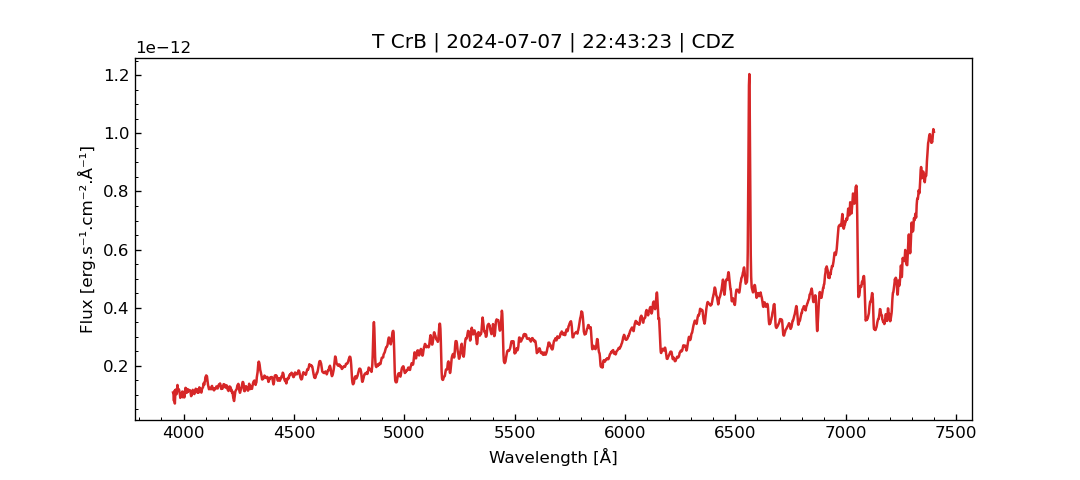 T CrB | 2024-07-07 | 22:43:23 | CDZ
1e−12
1.2
1.0
0.8
0.6
0.4
0.2
Flux [erg.s⁻¹.cm⁻².Å⁻¹]
4000 4500 5000 5500 6000 6500 7000 7500
Wavelength [Å]